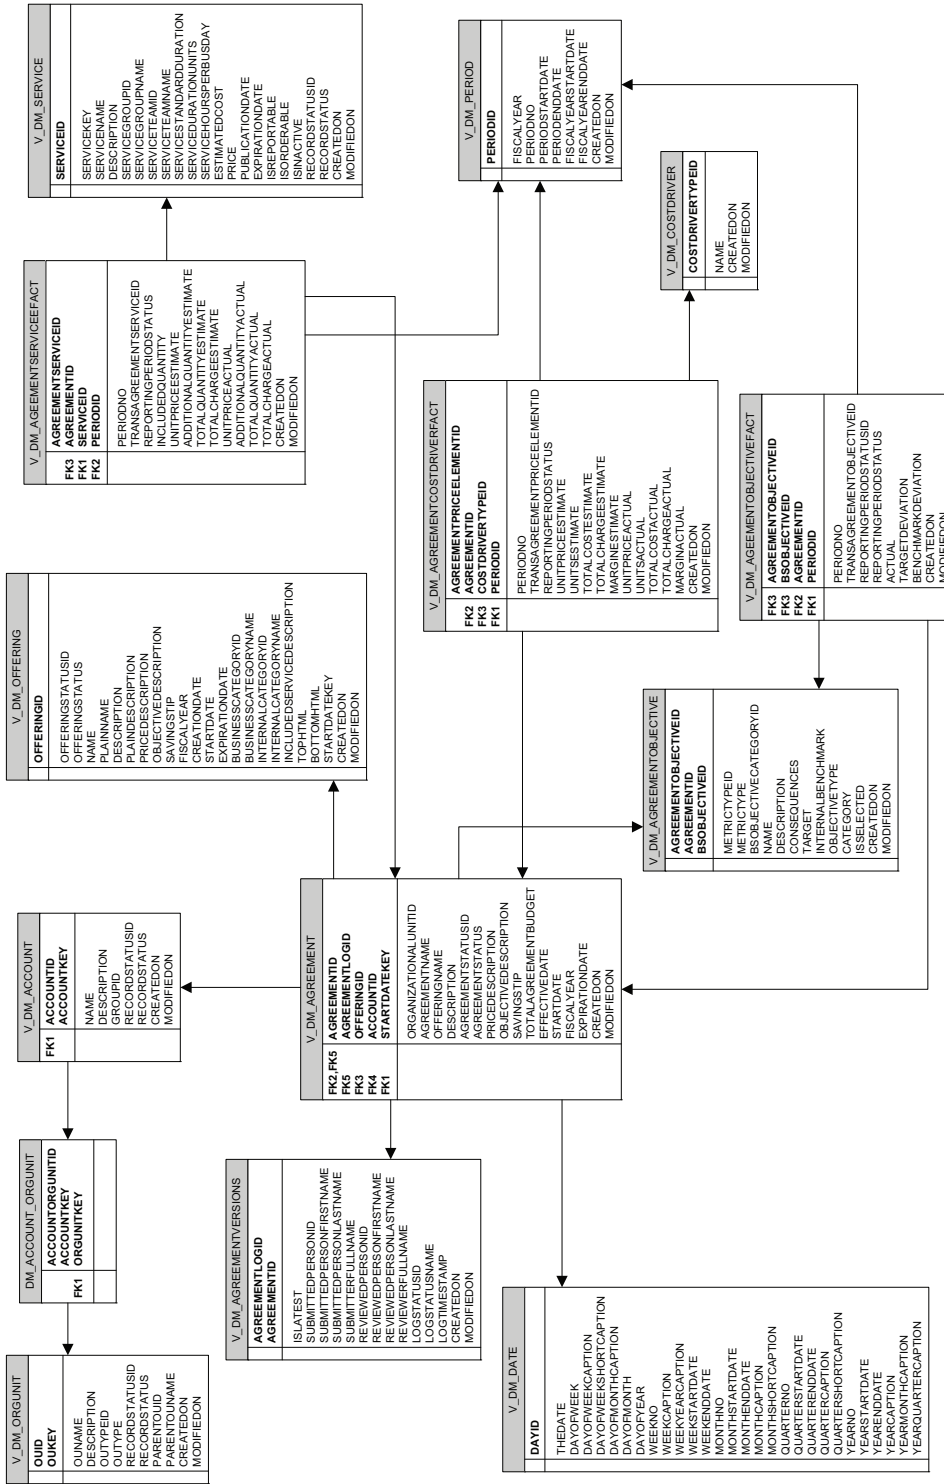 V_DM_ORGUNIT
OUID
OUKEY
OUNAME
DESCRIPTION
OUTYPEID
OUTYPE
RECORDSTATUSID
RECORDSTATUS
PARENTOUID
PARENTOUNAME
CREATEDON
MODIFIEDON
DM_ACCOUNT_ORGUNIT
ACCOUNTORGUNITID
ACCOUNTKEY
FK1 ORGUNITKEY
V_DM_ACCOUNT
FK1 ACCOUNTID
ACCOUNTKEY
NAME
DESCRIPTION
GROUPID
RECORDSTATUSID
RECORDSTATUS
CREATEDON
MODIFIEDON
V_DM_OFFERING
OFFERINGID
OFFERINGSTATUSID
OFFERINGSTATUS
NAME
PLAINNAME
DESCRIPTION
PLAINDESCRIPTION
PRICEDESCRIPTION
OBJECTIVEDESCRIPTION
SAVINGSTIP
FISCALYEAR
CREATIONDATE
STARTDATE
EXPIRATIONDATE
BUSINESSCATEGORYID
BUSINESSCATEGORYNAME
INTERNALCATEGORYID
INTERNALCATEGORYNAME
INCLUDEDSERVICEDESCRIPTION
TOPHTML
BOTTOMHTML
STARTDATEKEY
CREATEDON
MODIFIEDON
V_DM_AGEEMENTSERVICEEFACT
AGREEMENTSERVICEID
FK3 AGREEMENTID
FK1 SERVICEID
FK2 PERIODID
PERIODNO
TRANSAGREEMENTSERVICEID
REPORTINGPERIODSTATUS
INCLUDEDQUANTITY
UNITPRICEESTIMATE
ADDITIONALQUANTITYESTIMATE
TOTALQUANTITYESTIMATE
TOTALCHARGEESTIMATE
UNITPRICEACTUAL
ADDITIONALQUANTITYACTUAL
TOTALQUANTITYACTUAL
TOTALCHARGEACTUAL
CREATEDON
MODIFIEDON
V_DM_SERVICE
SERVICEID
SERVICEKEY
SERVICENAME
DESCRIPTION
SERVICEGROUPID
SERVICEGROUPNAME
SERVICETEAMID
SERVICETEAMNAME
SERVICESTANDARDDURATION
SERVICEDURATIONUNITS
SERVICEHOURSPERBUSDAY
ESTIMATEDCOST
PRICE
PUBLICATIONDATE
EXPIRATIONDATE
ISREPORTABLE
ISORDERABLE
ISINACTIVE
RECORDSTATUSID
RECORDSTATUS
CREATEDON
MODIFIEDON
V_DM_AGREEMENTVERSIONS
AGREEMENTLOGID
AGREEMENTID
ISLATEST
SUBMITTEDPERSONID
SUBMITTEDPERSONFIRSTNAME
SUBMITTEDPERSONLASTNAME
SUBMITTERFULLNAME
REVIEWEDPERSONID
REVIEWEDPERSONFIRSTNAME
REVIEWEDPERSONLASTNAME
REVIEWERFULLNAME
LOGSTATUSID
LOGSTATUSNAME
LOGTIMESTAMP
CREATEDON
MODIFIEDON
V_DM_AGREEMENT
FK2,FK5 AGREEMENTID
FK5 AGREEMENTLOGID
FK3 OFFERINGID
FK4 ACCOUNTID
FK1 STARTDATEKEY
ORGANIZATIONALUNITID
AGREEMENTNAME
OFFERINGNAME
DESCRIPTION
AGREEMENTSTATUSID
AGREEMENTSTATUS
PRICEDESCRIPTION
OBJECTIVEDESCRIPTION
SAVINGSTIP
TOTALAGREEMENTBUDGET
EFFECTIVEDATE
STARTDATE
FISCALYEAR
EXPIRATIONDATE
CREATEDON
MODIFIEDON
V_DM_AGREEMENTCOSTDRIVERFACT
AGREEMENTPRICEELEMENTID
FK2 AGREEMENTID
FK3 COSTDRIVERTYPEID
FK1 PERIODID
PERIODNO
TRANSAGREEMENTPRICEELEMENTID
REPORTINGPERIODSTATUS
UNITPRICEESTIMATE
UNITSESTIMATE
TOTALCOSTESTIMATE
TOTALCHARGEESTIMATE
MARGINESTIMATE
UNITPRICEACTUAL
UNITSACTUAL
TOTALCOSTACTUAL
TOTALCHARGEACTUAL
MARGINACTUAL
CREATEDON
MODIFIEDON
V_DM_PERIOD
PERIODID
FISCALYEAR
PERIODNO
PERIODSTARTDATE
PERIODENDDATE
FISCALYEARSTARTDATE
FISCALYEARENDDATE
CREATEDON
MODIFIEDON
V_DM_COSTDRIVER
COSTDRIVERTYPEID
NAME
CREATEDON
MODIFIEDON
V_DM_DATE
DAYID
THEDATE
DAYOFWEEK
DAYOFWEEKCAPTION
DAYOFWEEKSHORTCAPTION
DAYOFMONTHCAPTION
DAYOFMONTH
DAYOFYEAR
WEEKNO
WEEKCAPTION
WEEKYEARCAPTION
WEEKSTARTDATE
WEEKENDDATE
MONTHNO
MONTHSTARTDATE
MONTHENDDATE
MONTHCAPTION
MONTHSHORTCAPTION
QUARTERNO
QUARTERSTARTDATE
QUARTERENDDATE
QUARTERCAPTION
QUARTERSHORTCAPTION
YEARNO
YEARSTARTDATE
YEARENDDATE
YEARCAPTION
YEARMONTHCAPTION
YEARQUARTERCAPTION
V_DM_AGREEMENTOBJECTIVE
AGREEMENTOBJECTIVEID
AGREEMENTID
BSOBJECTIVEID
METRICTYPEID
METRICTYPE
BSOBJECTIVECATEGORYID
NAME
DESCRIPTION
CONSEQUENCES
TARGET
INTERNALBENCHMARK
OBJECTIVETYPE
CATEGORY
ISSELECTED
CREATEDON
MODIFIEDON
V_DM_AGEEMENTOBJECTIVEFACT
FK3 AGREEMENTOBJECTIVEID
FK3 BSOBJECTIVEID
FK2 AGREEMENTID
FK1 PERIODID
PERIODNO
TRANSAGREEMENTOBJECTIVEID
REPORTINGPERIODSTATUSID
REPORTINGPERIODSTATUS
ACTUAL
TARGETDEVIATION
BENCHMARKDEVIATION
CREATEDON
MODIFIEDON